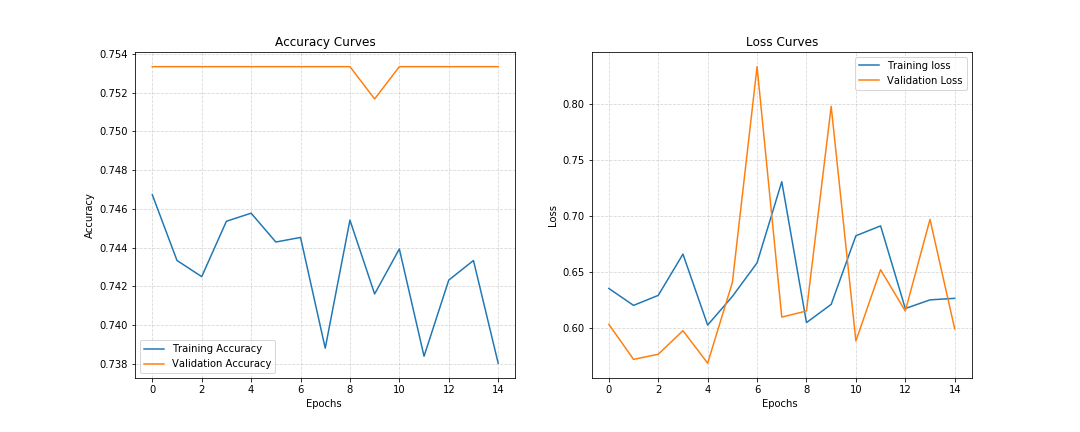 Accuracy Curves
0.754
0.752
0.750
0.748
0.746
0.744
0.742
0.740
0.738
Accuracy
Training Accuracy
Validation Accuracy
0 2 4 6 8 10 12 14
Epochs
Loss Curves
Training loss
Validation Loss
0.80
0.75
0.70
0.65
0.60
Loss
0 2 4 6 8 10 12 14
Epochs